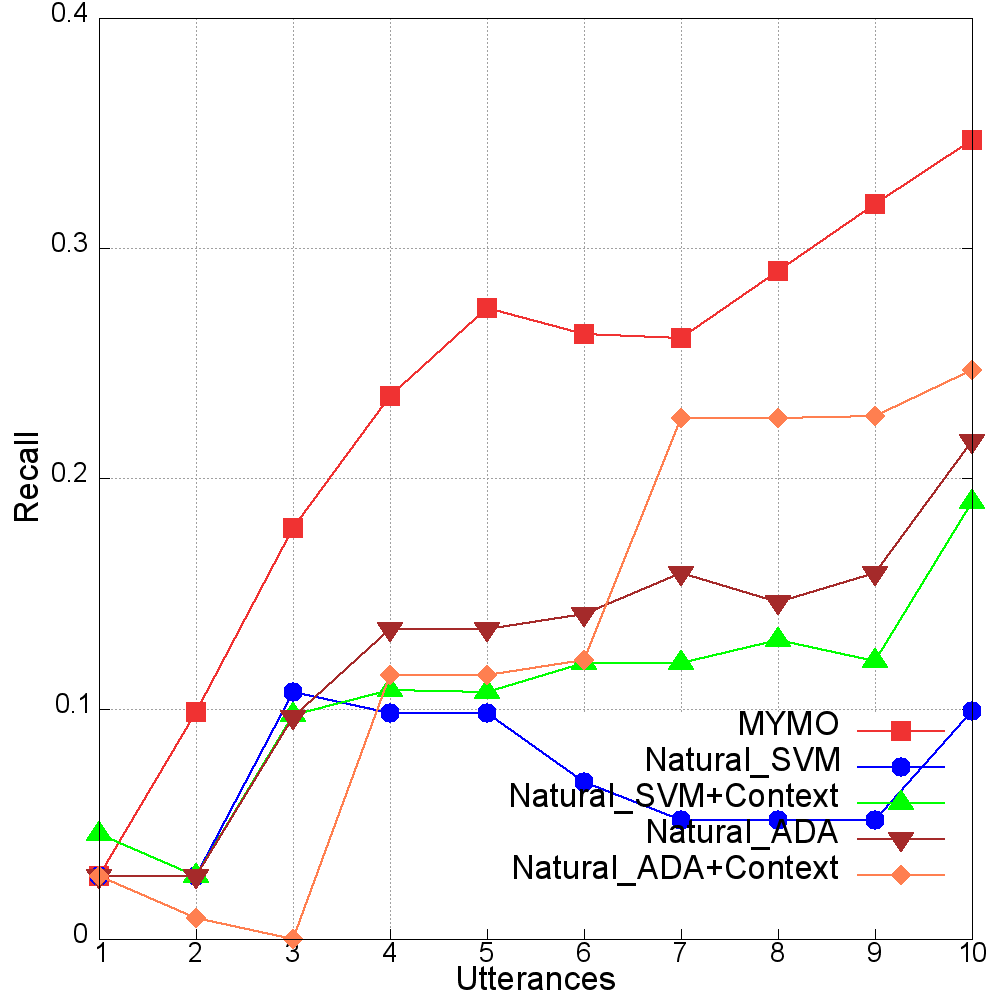 0.4
0.3
0.2
0.1
0
Recall
MYMO
Natural_SVM
Natural_SVM+Context
Natural_ADA
Natural_ADA+Context
1 2 3 4 5 6 7 8 9 10
Utterances